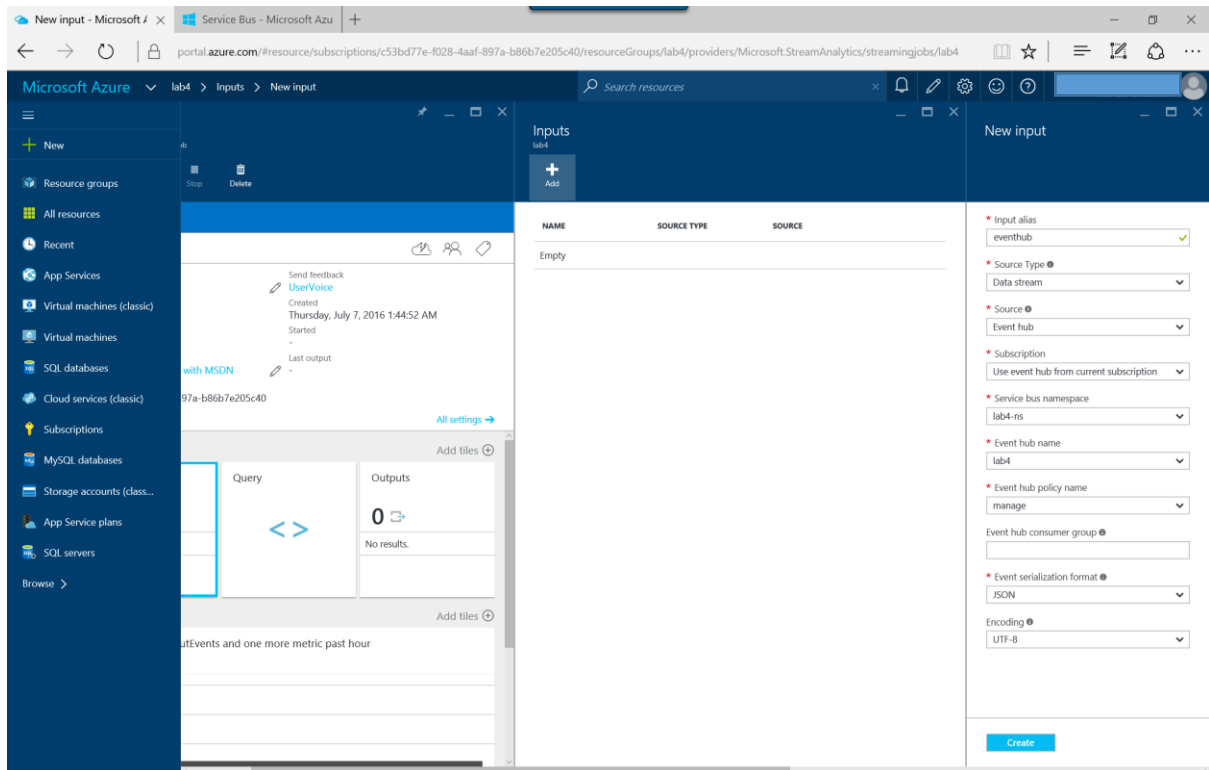 New input - Microsoft A
Service Bus - Microsoft Azu
portal.azure.com/#resource/subscriptions/c53bd77e-f028-4aaf-897a-b86b7e205c40/resourceGroups/lab4/providers/Microsoft.StreamAnalytics/streamingjobs/lab4
Microsoft Azure lab4 > Inputs > New input
Search resources
New
Resource groups
All resources
Recent
App Services
Virtual machines (classic)
Virtual machines
SQL databases
Cloud services (classic)
Subscriptions
MySQL databases
Storage accounts (class...
App Service plans
SQL servers
Browse >
Stop
Delete
Send feedback
UserVoice
Created
Thursday, July 7, 2016 1:44:52 AM
Started
-
Last output
-
with MSDN
97a-b86b7e205c40
All settings →
Add tiles
Query
< >
Outputs
0
No results.
Add tiles
utEvents and one more metric past hour
Inputs
lab4
Add
NAME SOURCE TYPE SOURCE
Empty
New input
* Input alias
eventhub
* Source Type
Data stream
* Source
Event hub
* Subscription
Use event hub from current subscription
* Service bus namespace
lab4-ns
* Event hub name
lab4
* Event hub policy name
manage
Event hub consumer group
* Event serialization format
JSON
Encoding
UTF-8
Create